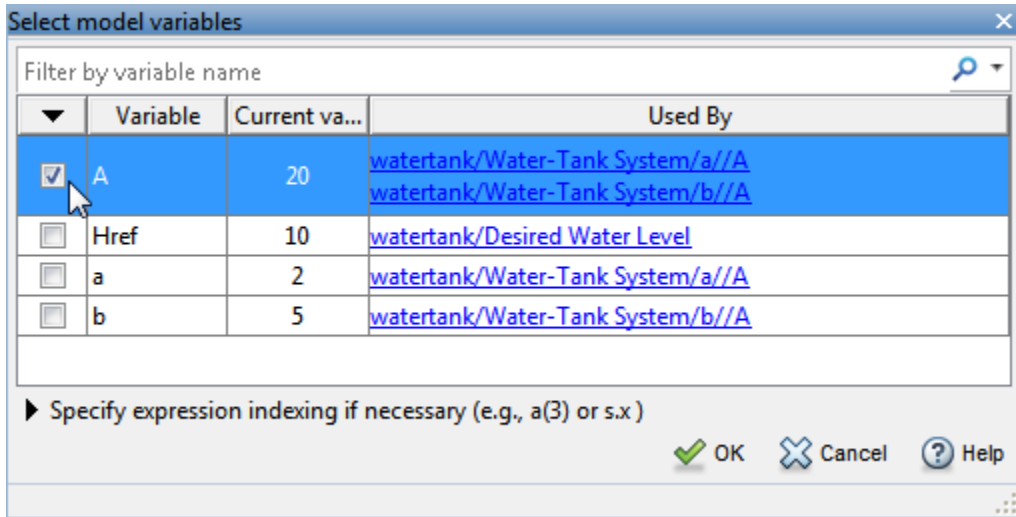 Select model variables
Filter by variable name
Variable Current va... Used By
A 20 watertank/Water-Tank System/a//A
watertank/Water-Tank System/b//A
Href 10 watertank/Desired Water Level
a 2 watertank/Water-Tank System/a//A
b 5 watertank/Water-Tank System/b//A
Specify expression indexing if necessary (e.g., a(3) or s.x )
OK Cancel Help